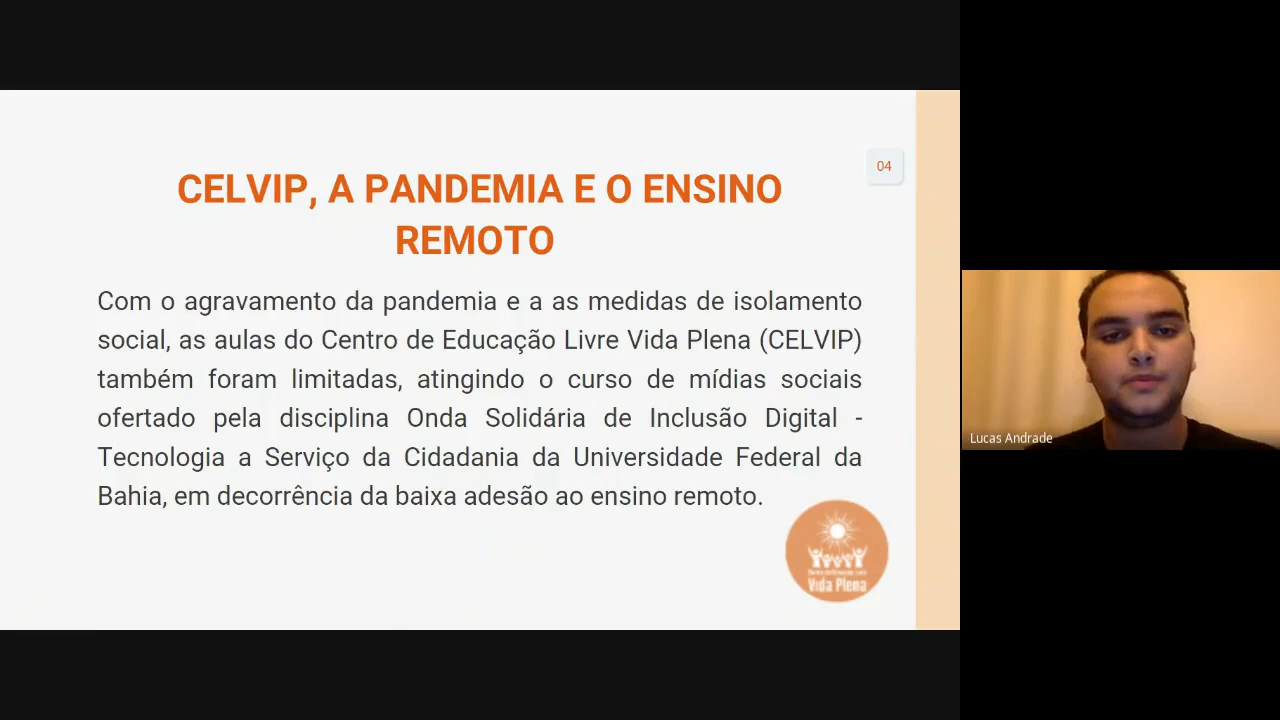 04
CELVIP, A PANDEMIA E O ENSINO
REMOTO
Com o agravamento da pandemia e a as medidas de isolamento
social, as aulas do Centro de Educação Livre Vida Plena (CELVIP)
também foram limitadas, atingindo o curso de mídias sociais
ofertado pela disciplina Onda Solidária de Inclusão Digital -
Tecnologia a Serviço da Cidadania da Universidade Federal da
Bahia, em decorrência da baixa adesão ao ensino remoto.
Vida Plena
Lucas Andrade